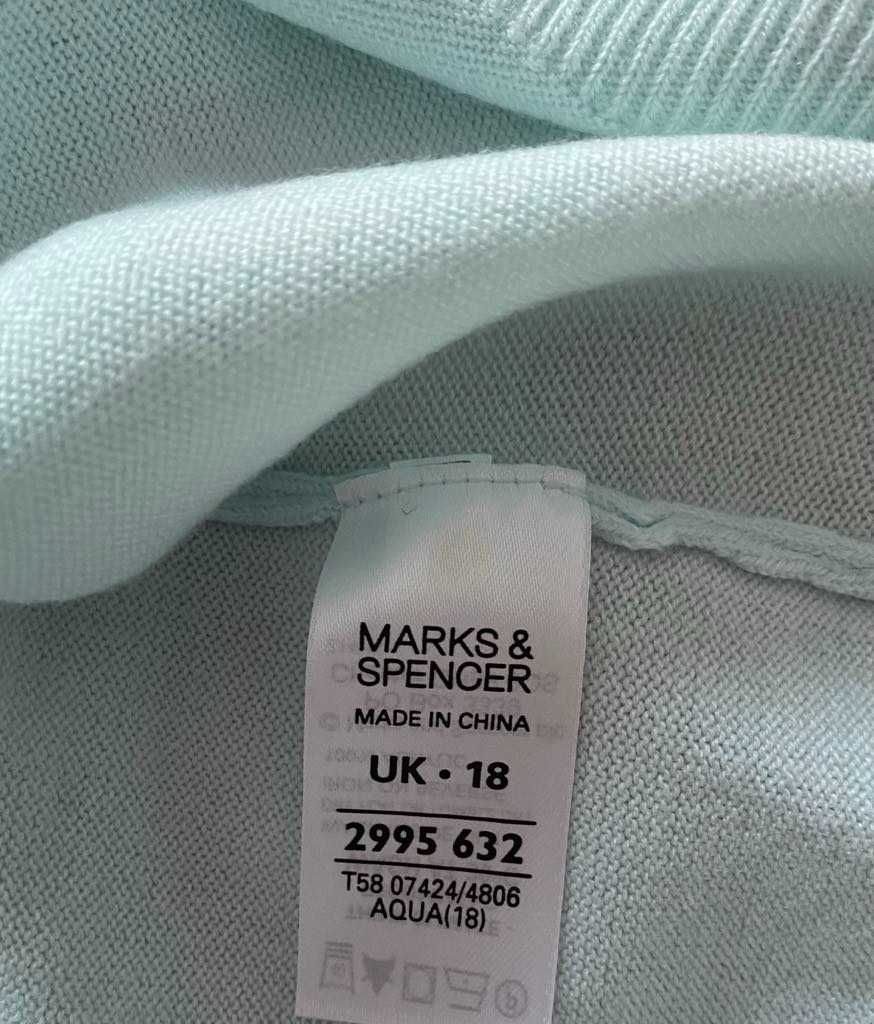 MARKS &
SPENCER
MADE IN CHINA
UK • 18
2995 632
T58 07424/4806
AQUA(18)